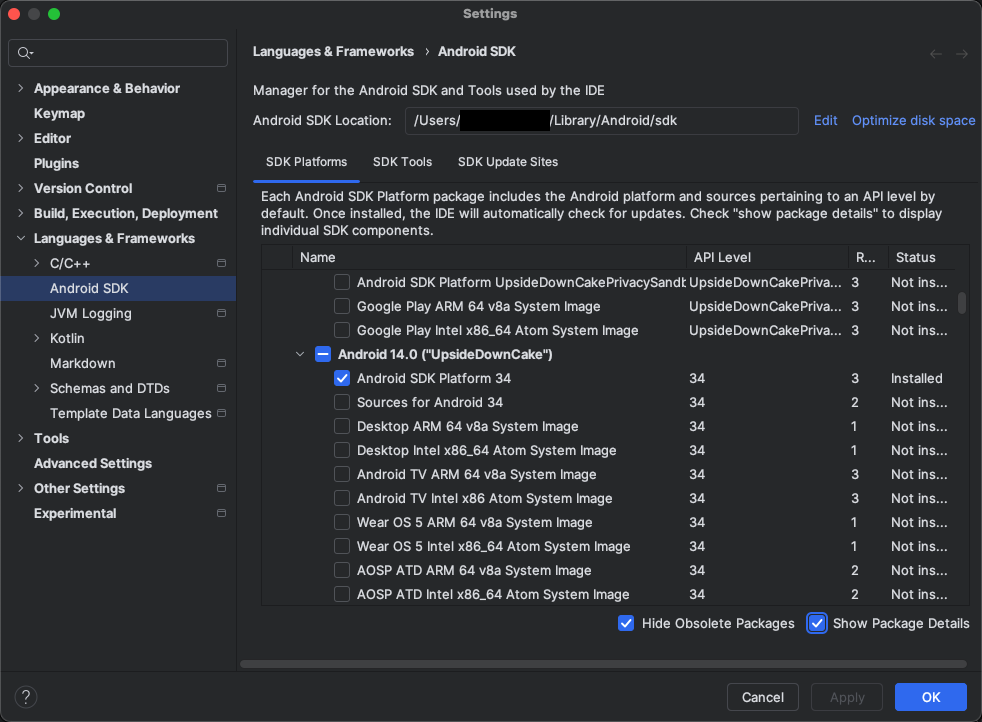 Settings
Languages & Frameworks › Android SDK
Appearance & Behavior
Keymap
Editor
Plugins
Version Control
Build, Execution, Deployment
Languages & Frameworks
C/C++
Android SDK
JVM Logging
Kotlin
Markdown
Schemas and DTDs
Template Data Languages
Tools
Advanced Settings
Other Settings
Experimental
Manager for the Android SDK and Tools used by the IDE
Android SDK Location: /Users/ /Library/Android/sdk Edit Optimize disk space
SDK Platforms SDK Tools SDK Update Sites
Each Android SDK Platform package includes the Android platform and sources pertaining to an API level by
default. Once installed, the IDE will automatically check for updates. Check "show package details" to display
individual SDK components.
Name API Level R... Status
Android SDK Platform UpsideDownCakePrivacySandb UpsideDownCakePriva... 3 Not ins...
Google Play ARM 64 v8a System Image UpsideDownCakePriva... 3 Not ins...
Google Play Intel x86_64 Atom System Image UpsideDownCakePriva... 3 Not ins...
Android 14.0 ("UpsideDownCake")
Android SDK Platform 34 34 3 Installed
Sources for Android 34 34 2 Not ins...
Desktop ARM 64 v8a System Image 34 1 Not ins...
Desktop Intel x86_64 Atom System Image 34 1 Not ins...
Android TV ARM 64 v8a System Image 34 3 Not ins...
Android TV Intel x86 Atom System Image 34 3 Not ins...
Wear OS 5 ARM 64 v8a System Image 34 1 Not ins...
Wear OS 5 Intel x86_64 Atom System Image 34 1 Not ins...
AOSP ATD ARM 64 v8a System Image 34 2 Not ins...
AOSP ATD Intel x86_64 Atom System Image 34 2 Not ins...
Hide Obsolete Packages Show Package Details
? Cancel Apply OK